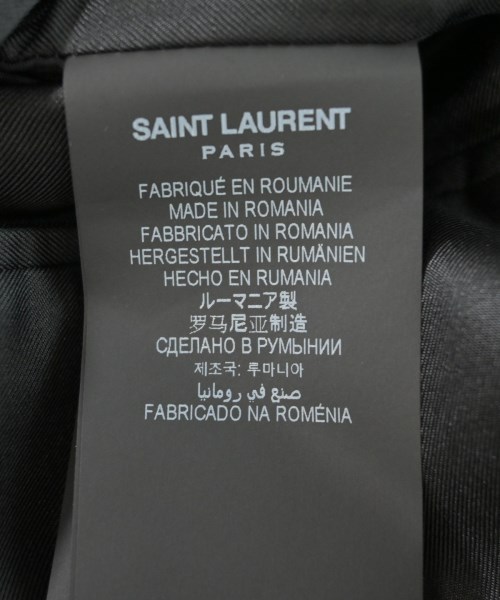 SAINT LAURENT
PARIS
FABRIQUÉ EN ROUMANIE
MADE IN ROMANIA
FABBRICATO IN ROMANIA
HERGESTELLT IN RUMÄNIEN
HECHO EN RUMANIA
ルーマニア製
罗马尼亚制造
СДЕЛАНО В РУМЫНИИ
제조국: 루마니아
صنع في رومانيا
FABRICADO NA ROMÉNIA